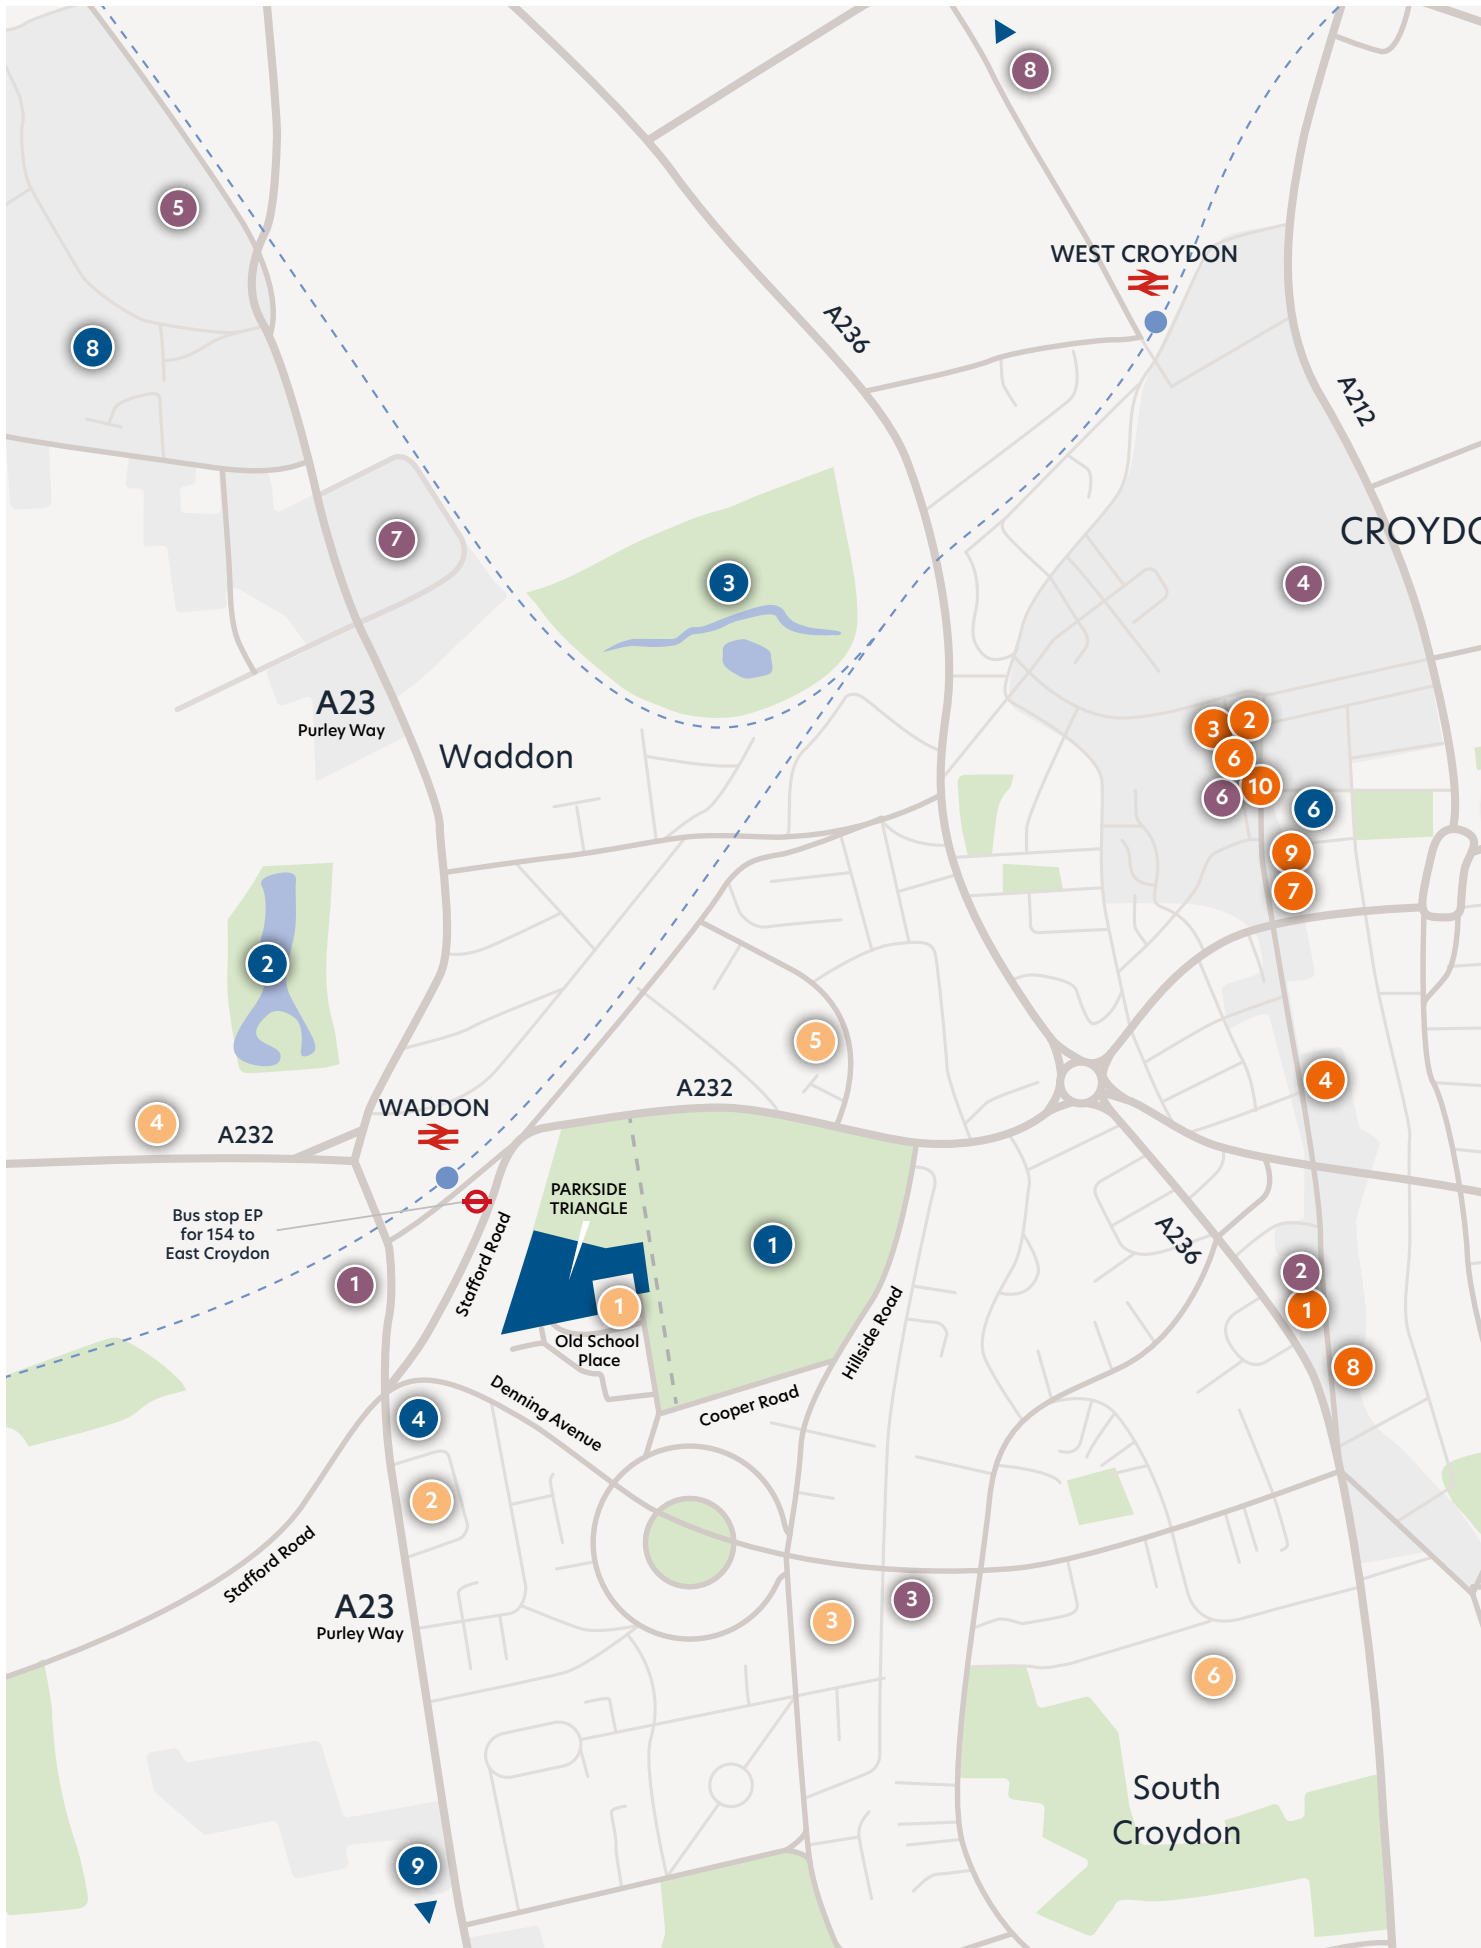 8
5
WEST CROYDON
8
A236
A212
CROYDO
7
3
4
A23
Purley Way
Waddon
3
2
6
10
6
6
9
7
2
5
4
A232
WADDON
4
A232
PARKSIDE
TRIANGLE
Bus stop EP
for 154 to
East Croydon
Stafford Road
1
A236
1
2
1
1
Old School
Place
Hillside Road
8
Denning Avenue
Cooper Road
4
2
Stafford Road
A23
Purley Way
3
3
6
South
Croydon
9